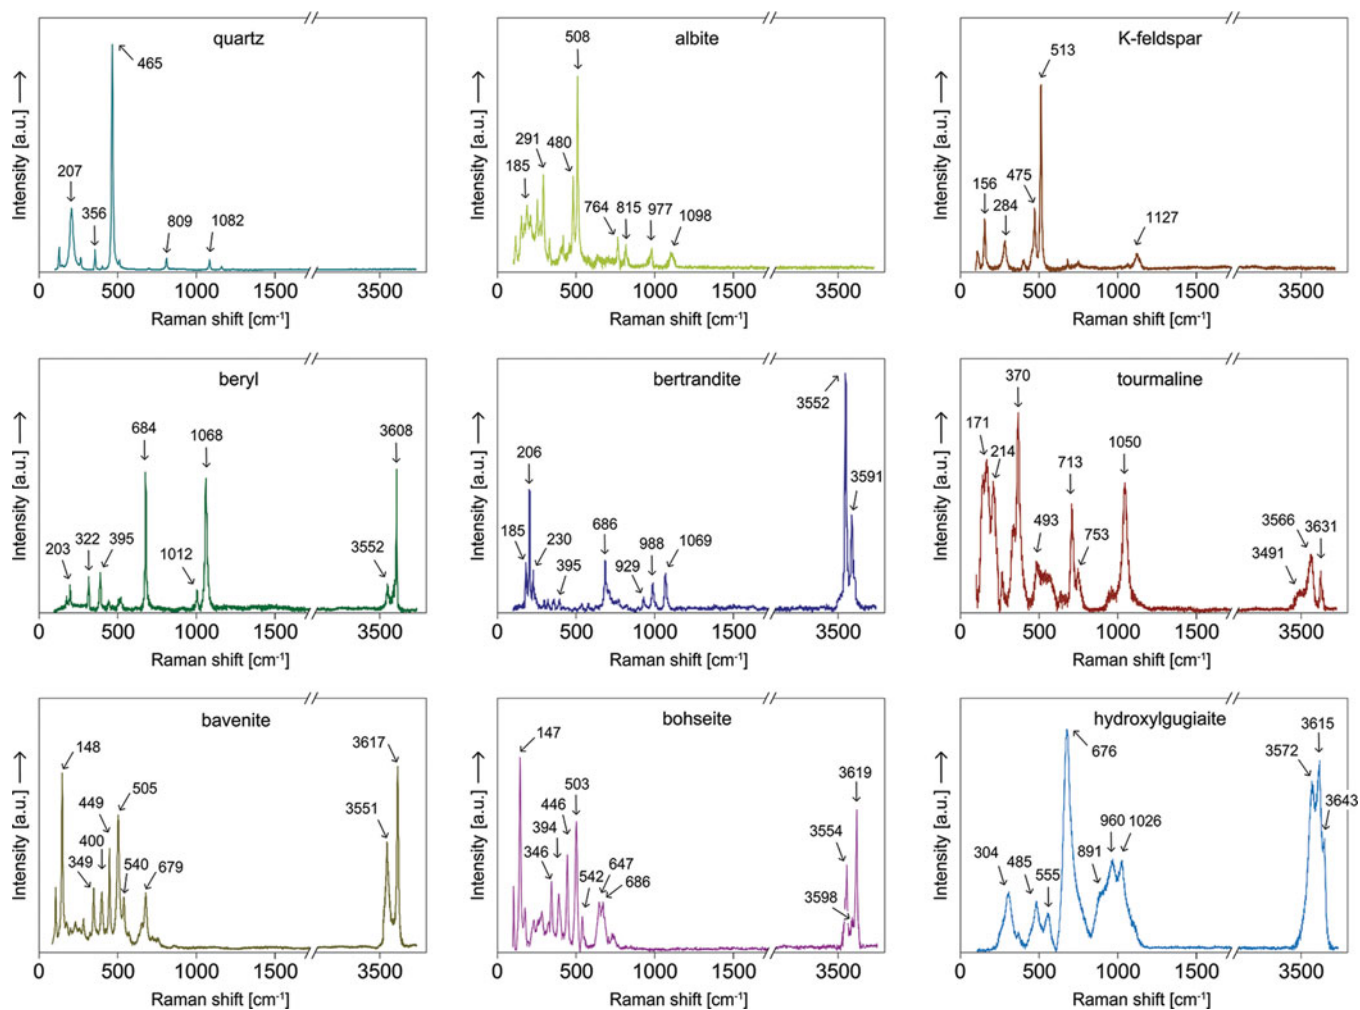 quartz
465
207
356
809
1082
Intensity [a.u.]
0 500 1000 1500 3500
Raman shift [cm⁻¹]
albite
508
291
480
185
764
815
977
1098
Intensity [a.u.]
0 500 1000 1500 3500
Raman shift [cm⁻¹]
K-feldspar
513
156
475
284
1127
Intensity [a.u.]
0 500 1000 1500 3500
Raman shift [cm⁻¹]
beryl
684
1068
3608
203
322
395
1012
3552
Intensity [a.u.]
0 500 1000 1500 3500
Raman shift [cm⁻¹]
bertrandite
3552
206
3591
185
230
686
395
929
988
1069
Intensity [a.u.]
0 500 1000 1500 3500
Raman shift [cm⁻¹]
tourmaline
370
171
214
713
1050
493
753
3566
3631
3491
Intensity [a.u.]
0 500 1000 1500 3500
Raman shift [cm⁻¹]
bavenite
148
3617
449
505
3551
400
349
540
679
Intensity [a.u.]
0 500 1000 1500 3500
Raman shift [cm⁻¹]
bohseite
147
503
3619
446
394
3554
346
542
647
686
3598
Intensity [a.u.]
0 500 1000 1500 3500
Raman shift [cm⁻¹]
hydroxylgugiaite
676
3615
3572
3643
960
1026
891
304
485
555
Intensity [a.u.]
0 500 1000 1500 3500
Raman shift [cm⁻¹]